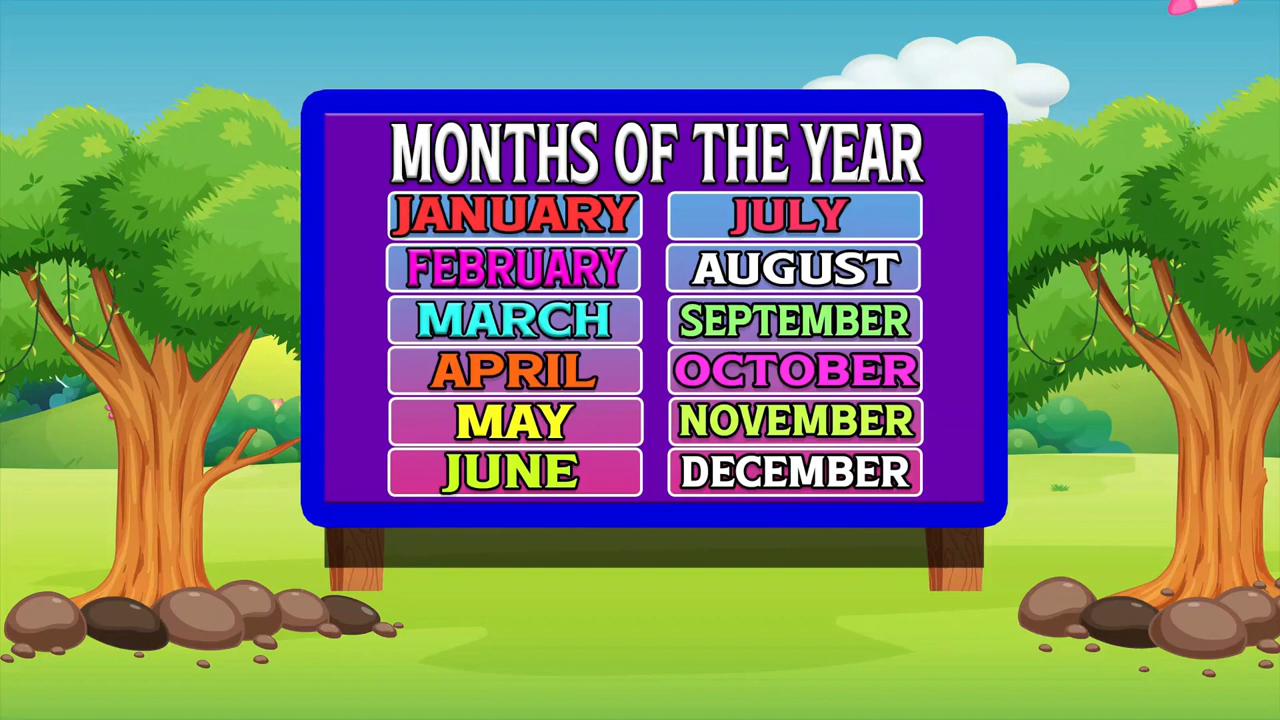 MONTHS OF THE YEAR
JANUARY
FEBRUARY
MARCH
APRIL
MAY
JUNE
JULY
AUGUST
SEPTEMBER
OCTOBER
NOVEMBER
DECEMBER